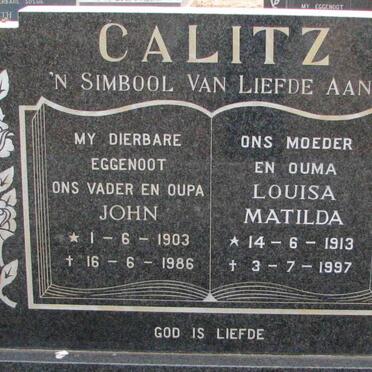 CALITZ
'N SIMBOOL VAN LIEFDE AAN
MY DIERBARE
EGGENOOT
ONS VADER EN OUPA
JOHN
★ 1 - 6 - 1903
† 16 - 6 - 1986
ONS MOEDER
EN OUMA
LOUISA
MATILDA
★ 14 - 6 - 1913
† 3 - 7 - 1997
GOD IS LIEFDE